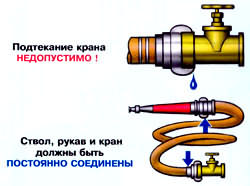 Подтекание крана
НЕДОПУСТИМО !
Ствол, рукав и кран
должны быть
ПОСТОЯННО СОЕДИНЕНЫ